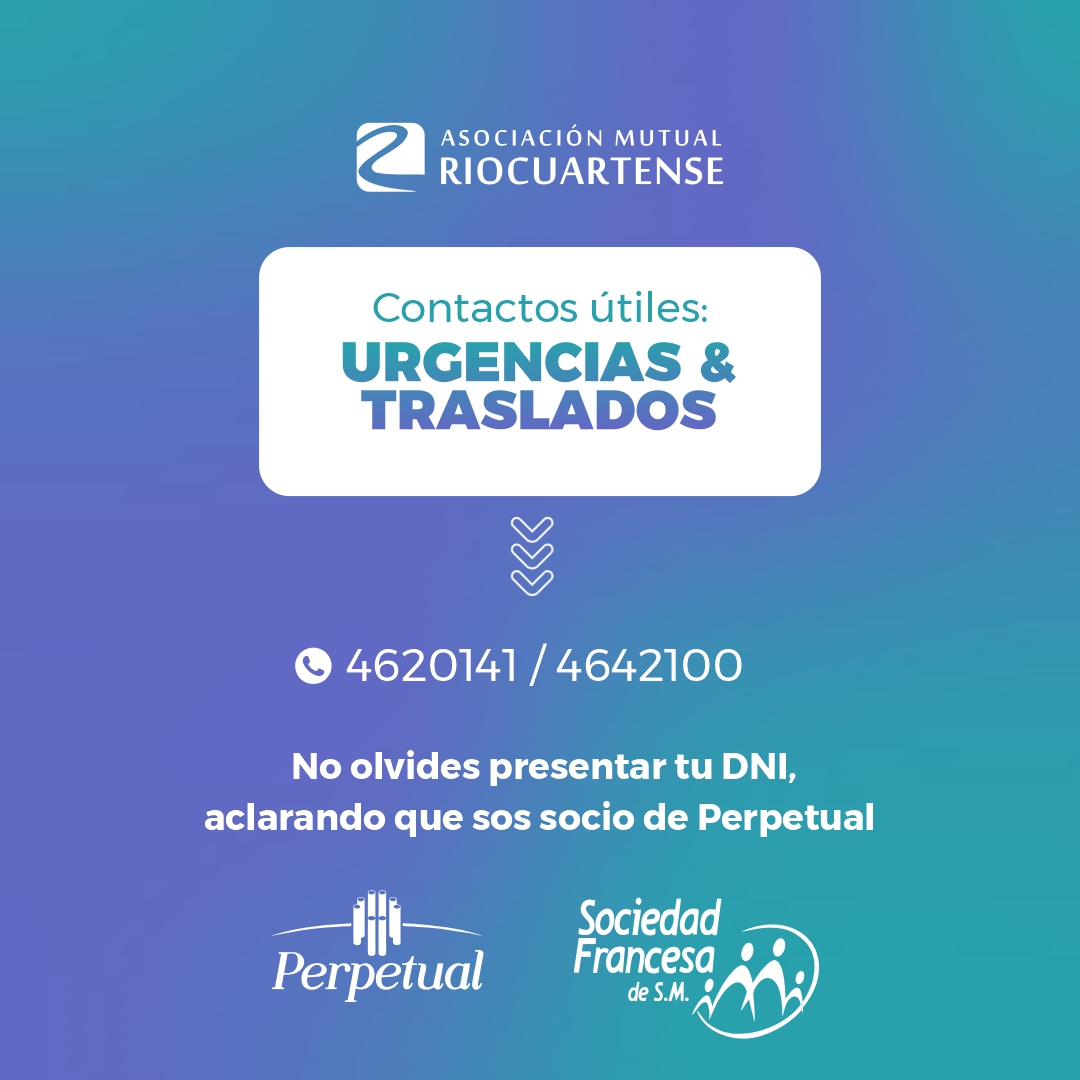 ASOCIACIÓN MUTUAL
RIOCUARTENSE
Contactos útiles:
URGENCIAS &
TRASLADOS
4620141 / 4642100
No olvides presentar tu DNI,
aclarando que sos socio de Perpetual
Perpetual
Sociedad
Francesa
de S.M.